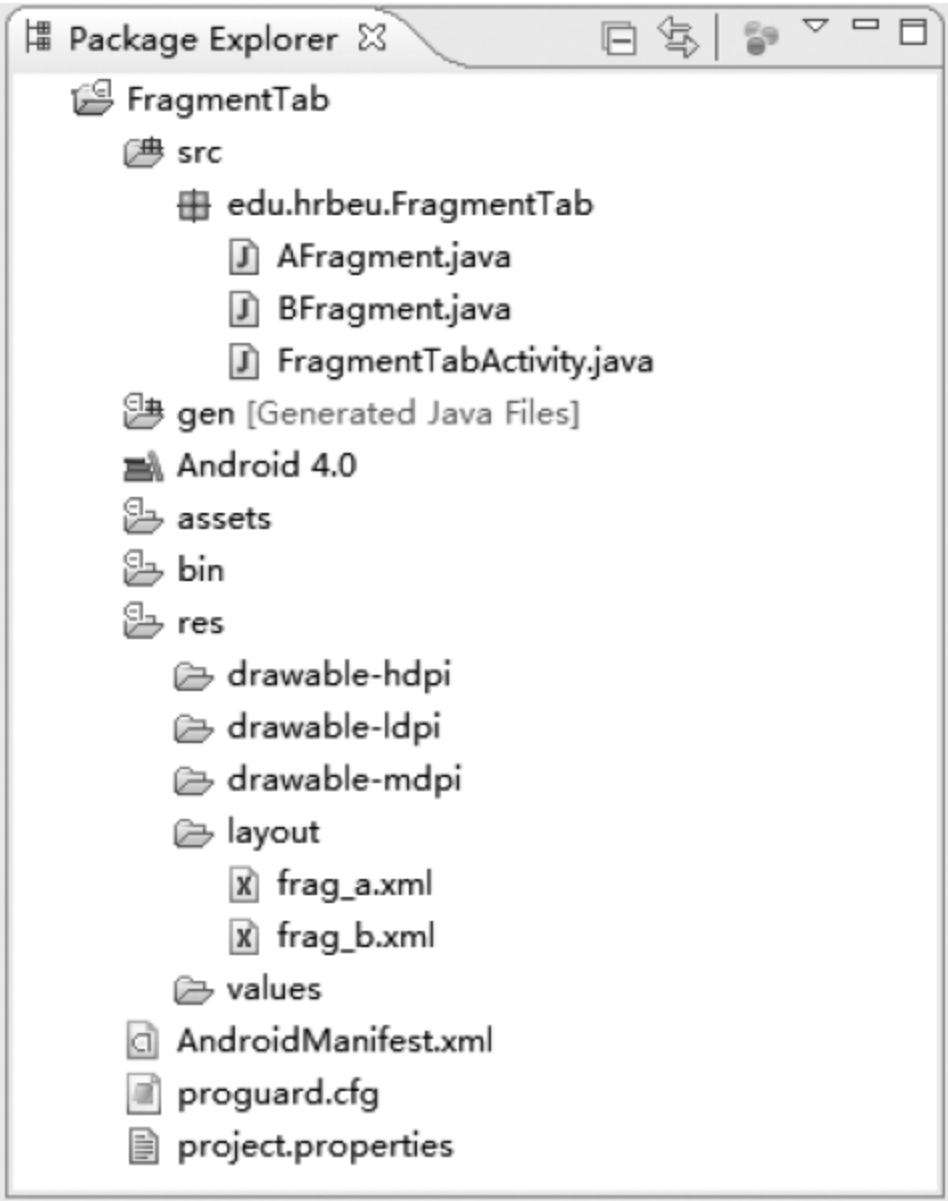 Package Explorer
FragmentTab
src
edu.hrbeu.FragmentTab
AFragment.java
BFragment.java
FragmentTabActivity.java
gen [Generated Java Files]
Android 4.0
assets
bin
res
drawable-hdpi
drawable-ldpi
drawable-mdpi
layout
frag_a.xml
frag_b.xml
values
AndroidManifest.xml
proguard.cfg
project.properties